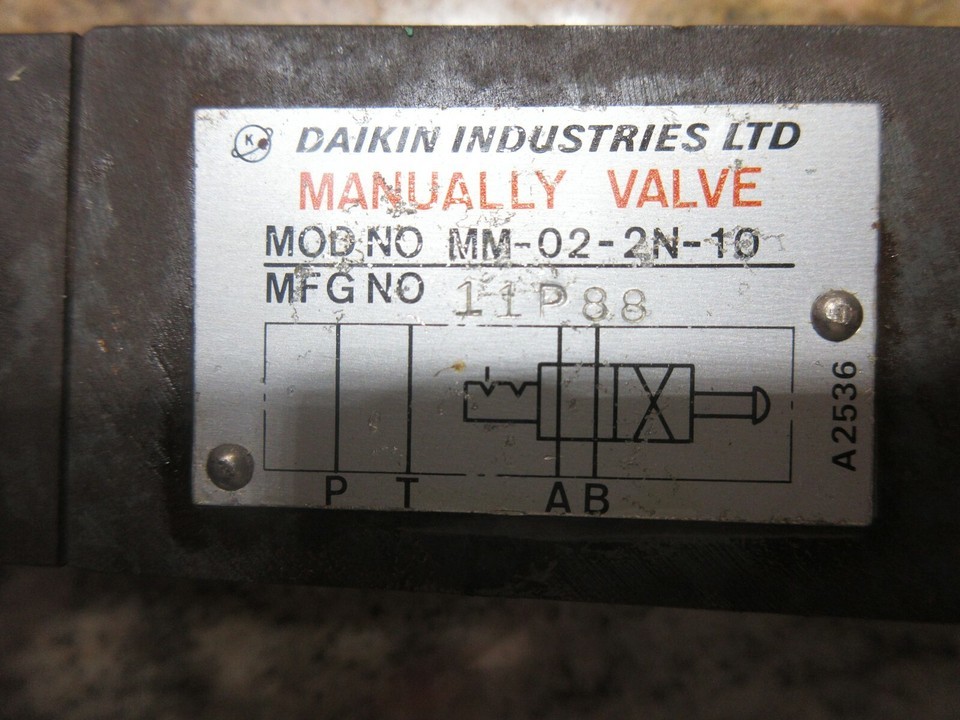 K
DAIKIN INDUSTRIES LTD
MANUALLY VALVE
MOD NO MM-02-2N-10
MFG NO 11P88
P T A B
A2536